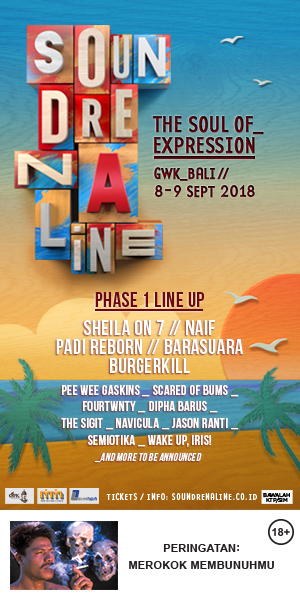 SOUN
DRE
NA
LINE
THE SOUL OF_
EXPRESSION
GWK_BALI//
8-9 SEPT 2018
PHASE 1 LINE UP
SHEILA ON 7 // NAIF
PADI REBORN // BARASUARA
BURGERKILL
PEE WEE GASKINS _ SCARED OF BUMS _
FOURTWNTY _ DIPHA BARUS _
THE SIGIT _ NAVICULA _ JASON RANTI _
SEMIOTIKA _ WAKE UP, IRIS!
_AND MORE TO BE ANNOUNCED
TICKETS / INFO: SOUNDRENALINE.CO.ID
BAWALAH
KTP/SIM
18+
PERINGATAN:
MEROKOK MEMBUNUHMU